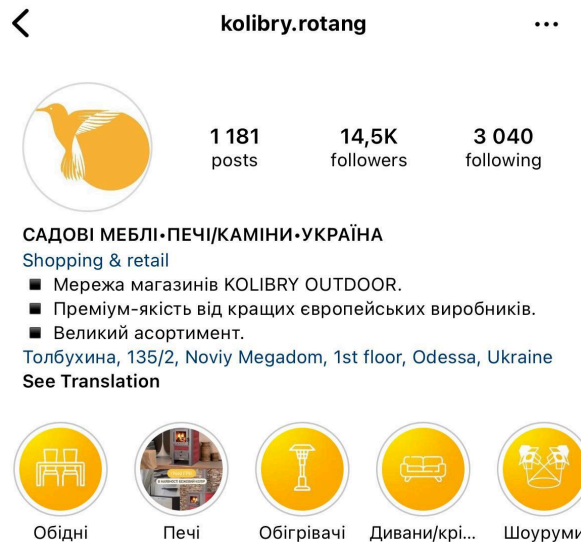 kolibry.rotang
1 181 14,5K 3 040
posts followers following
САДОВІ МЕБЛІ•ПЕЧІ/КАМІНИ•УКРАЇНА
Shopping & retail
▪️ Мережа магазинів KOLIBRY OUTDOOR.
▪️ Преміум-якість від кращих європейських виробників.
▪️ Великий асортимент.
Толбухина, 135/2, Noviy Megadom, 1st floor, Odessa, Ukraine
See Translation
Обідні Печі Обігрівачі Дивани/крі... Шоуруми